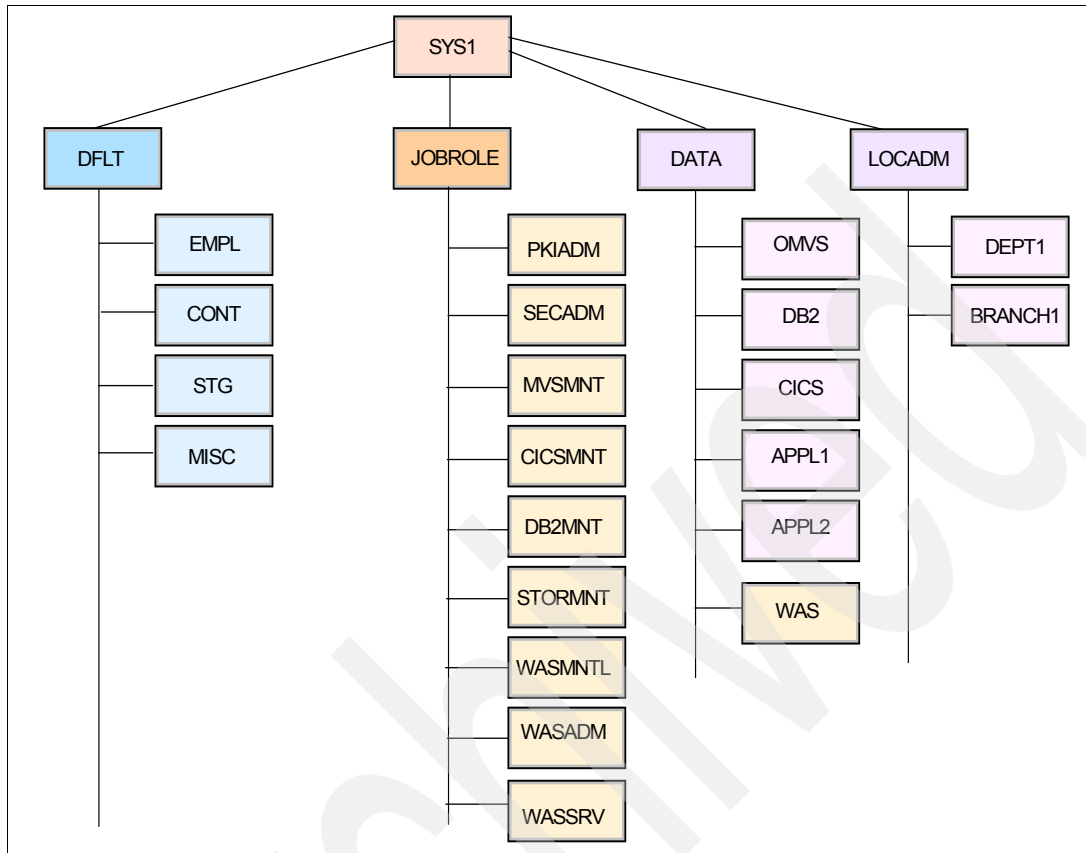 SYS1
DFLT
JOBROLE
DATA
LOCADM
EMPL
CONT
STG
MISC
PKIADM
SECADM
MVSMNT
CICSMNT
DB2MNT
STORMNT
WASMNTL
WASADM
WASSRV
OMVS
DB2
CICS
APPL1
APPL2
WAS
DEPT1
BRANCH1